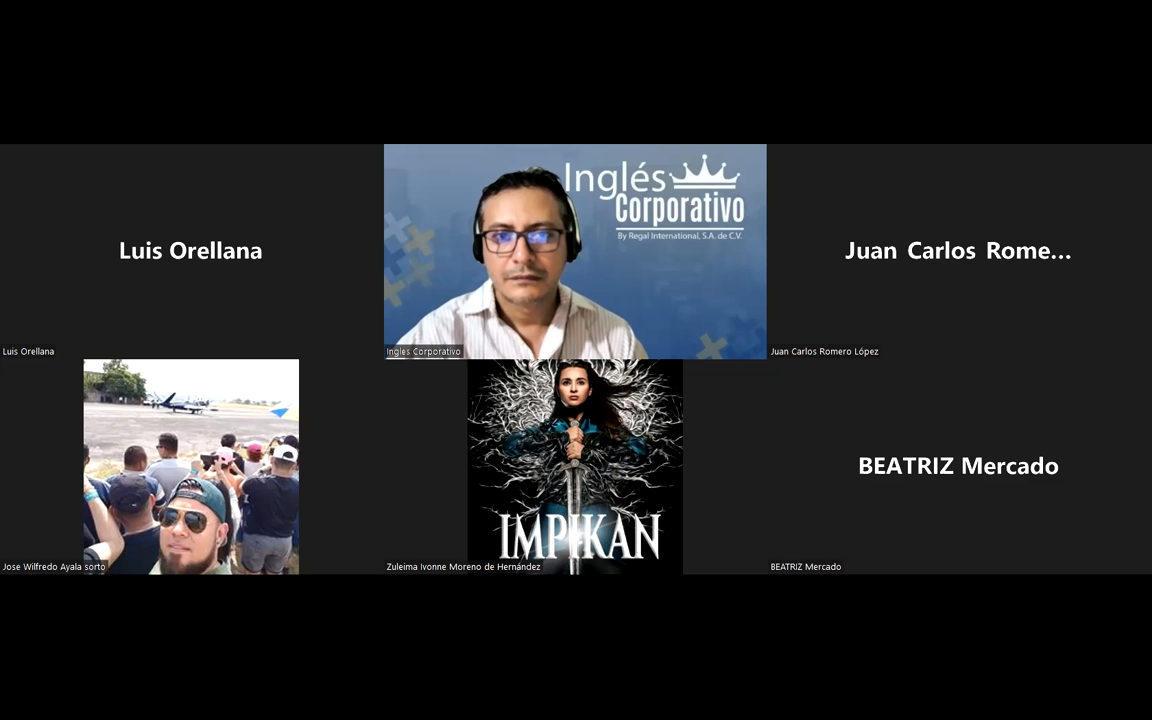 Luis Orellana
Luis Orellana
Inglés
Corporativo
By Regal International, S.A. de C.V.
Ingles Corporativo
Juan Carlos Rome...
Juan Carlos Romero López
Jose Wilfredo Ayala sorto
IMPIKAN
Zuleima Ivonne Moreno de Hernández
BEATRIZ Mercado
BEATRIZ Mercado